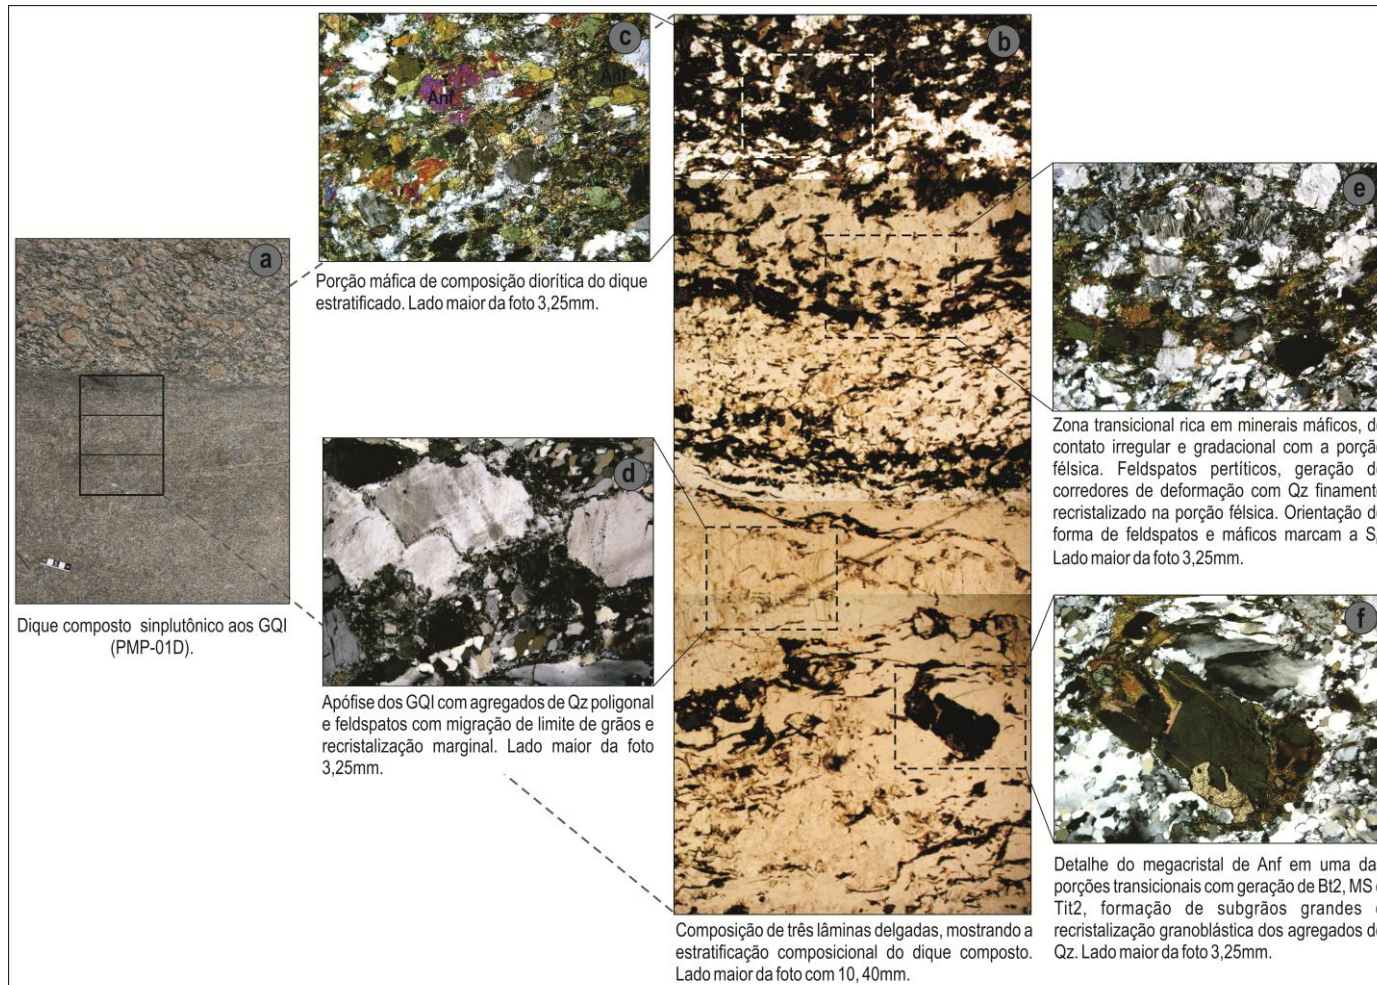 c
Anf
Anf
b
a
Porção máfica de composição diorítica do dique
estratificado. Lado maior da foto 3,25mm.
e
Zona transicional rica em minerais máficos,
contato irregular e gradacional com a porção
félsica. Feldspatos pertíticos, geração
corredores de deformação com Qz finamente
recristalizado na porção félsica. Orientação
forma de feldspatos e máficos marcam a
Lado maior da foto 3,25mm.
d
Dique composto sinplutônico aos GQI
(PMP-01D).
Apófise dos GQI com agregados de Qz poligonal
e feldspatos com migração de limite de grãos e
recristalização marginal. Lado maior da foto
3,25mm.
f
Detalhe do megacristal de Anf em uma
porções transicionais com geração de Bt2, MS
Tit2, formação de subgrãos grandes
recristalização granoblástica dos agregados
Qz. Lado maior da foto 3,25mm.
Composição de três lâminas delgadas, mostrando a
estratificação composicional do dique composto.
Lado maior da foto com 10, 40mm.